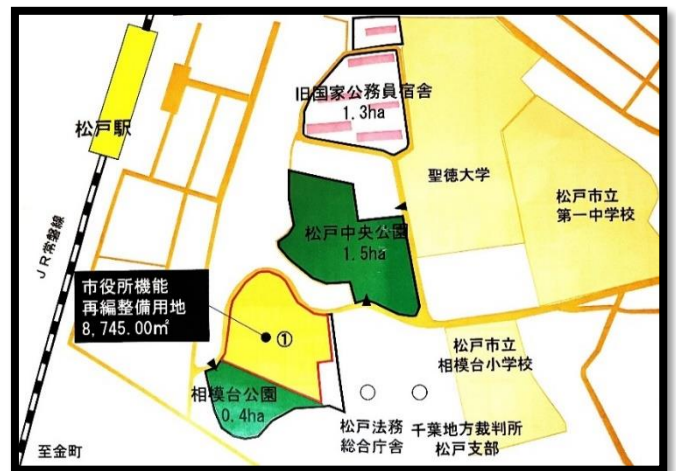 旧国家公務員宿舎
1.3ha
松戸駅
聖徳大学
松戸市立
第一中学校
松戸中央公園
1.5ha
JR常磐線
市役所機能
再編整備用地
8,745.00㎡
①
松戸市立
相模台小学校
相模台公園
0.4ha
松戸法務
総合庁舎
千葉地方裁判所
松戸支部
至金町